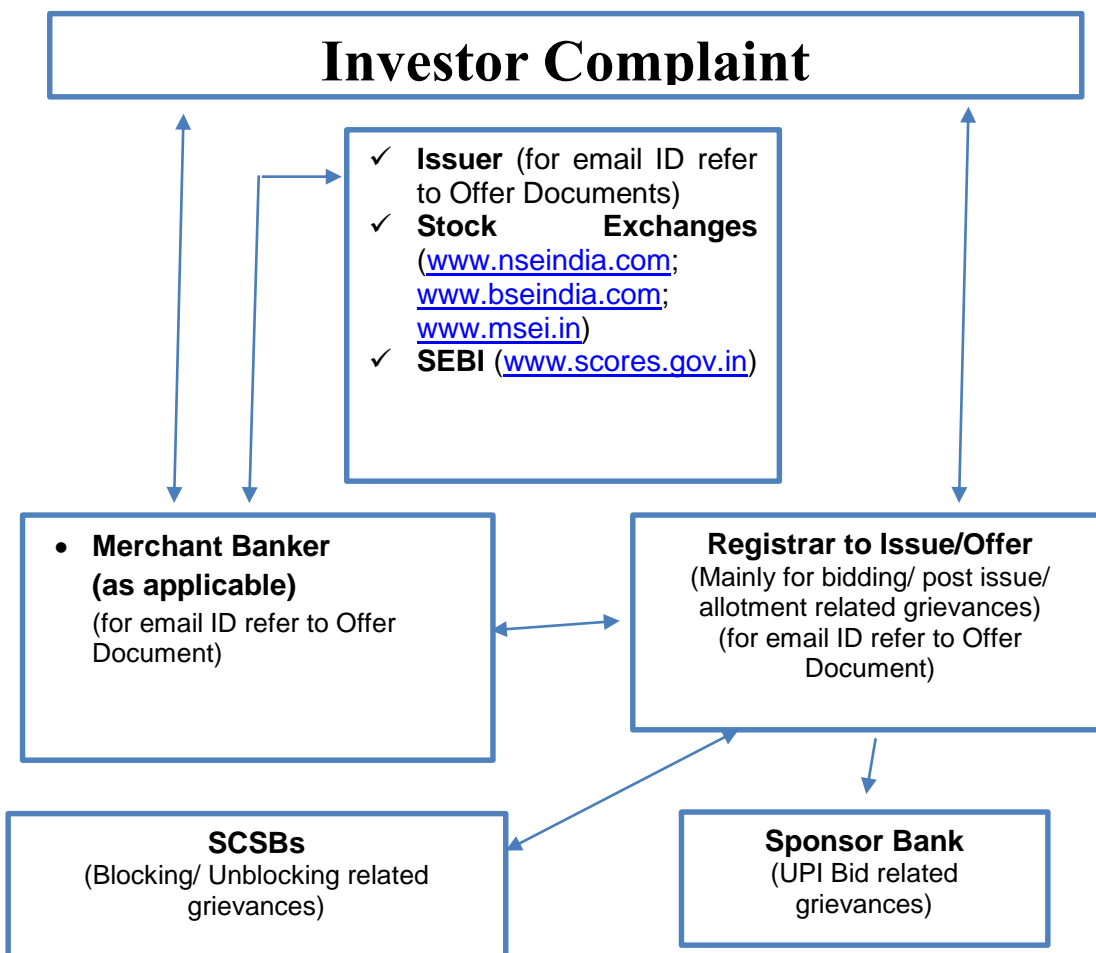 Investor Complaint
✓ Issuer (for email ID refer
to Offer Documents)
✓ Stock Exchanges
(www.nseindia.com;
www.bseindia.com;
www.msei.in)
✓ SEBI (www.scores.gov.in)
• Merchant Banker
(as applicable)
(for email ID refer to Offer
Document)
Registrar to Issue/Offer
(Mainly for bidding/ post issue/
allotment related grievances)
(for email ID refer to Offer
Document)
SCSBs
(Blocking/ Unblocking related
grievances)
Sponsor Bank
(UPI Bid related
grievances)